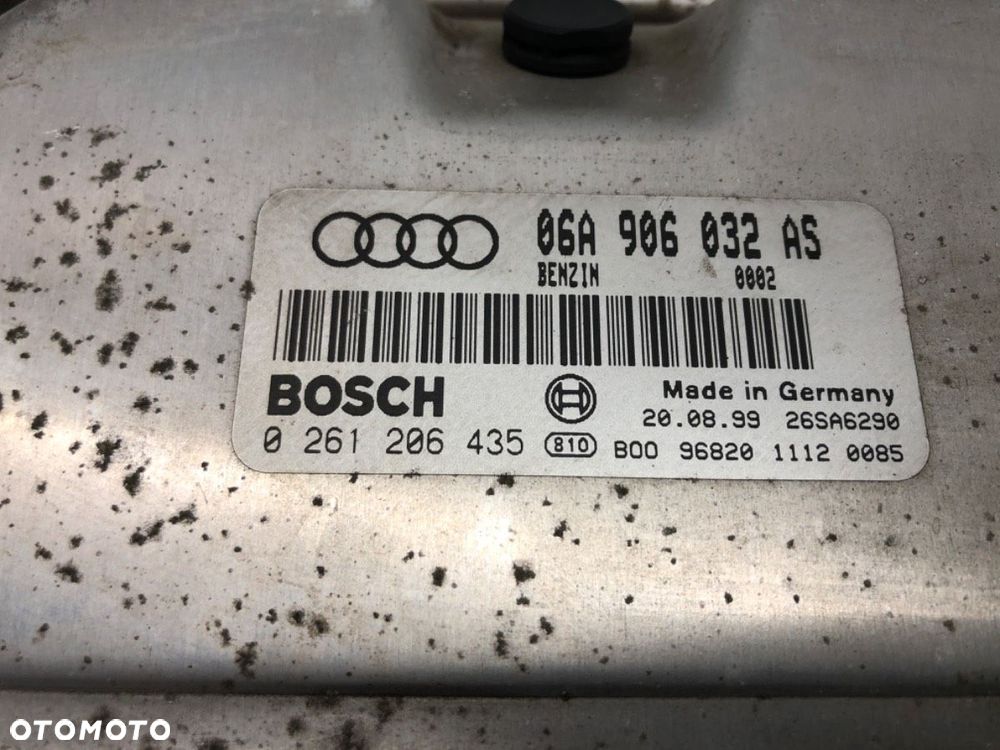 06A 906 032 AS
BENZIN 0002
BOSCH Made in Germany
20.08.99 26SA6290
0 261 206 435 810 B00 96820 1112 0085
OTOMOTO